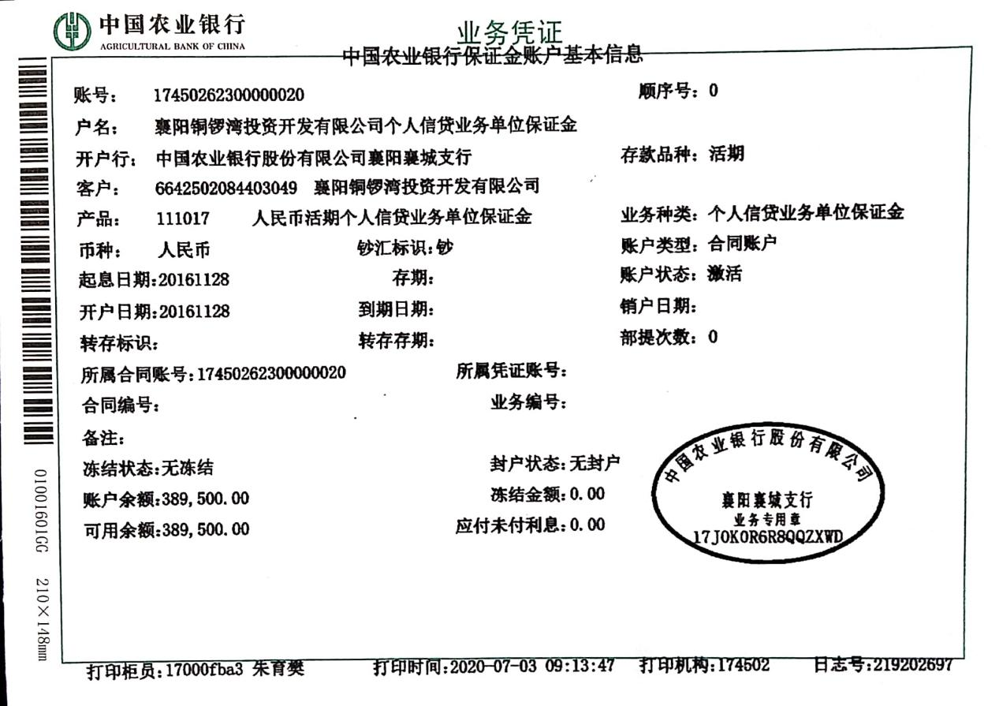 中国农业银行
AGRICULTURAL BANK OF CHINA
业务凭证
中国农业银行保证金账户基本信息
账号: 17450262300000020 顺序号: 0
户名: 襄阳铜锣湾投资开发有限公司个人信贷业务单位保证金
开户行: 中国农业银行股份有限公司襄阳襄城支行 存款品种: 活期
客户: 6642502084403049 襄阳铜锣湾投资开发有限公司
产品: 111017 人民币活期个人信贷业务单位保证金 业务种类: 个人信贷业务单位保证金
币种: 人民币 钞汇标识:钞 账户类型: 合同账户
起息日期:20161128 存期: 账户状态: 激活
开户日期:20161128 到期日期: 销户日期:
转存标识: 转存存期: 部提次数: 0
所属合同账号:17450262300000020 所属凭证账号:
合同编号: 业务编号:
备注:
冻结状态:无冻结 封户状态:无封户
账户余额:389,500.00 冻结金额:0.00
可用余额:389,500.00 应付未付利息:0.00
中国农业银行股份有限公司
襄阳襄城支行
业务专用章
17J0K0R6R8QQZXWD
01001601GG 210×148mm
打印柜员:17000fba3 朱育樊 打印时间:2020-07-03 09:13:47 打印机构:174502 日志号:219202697